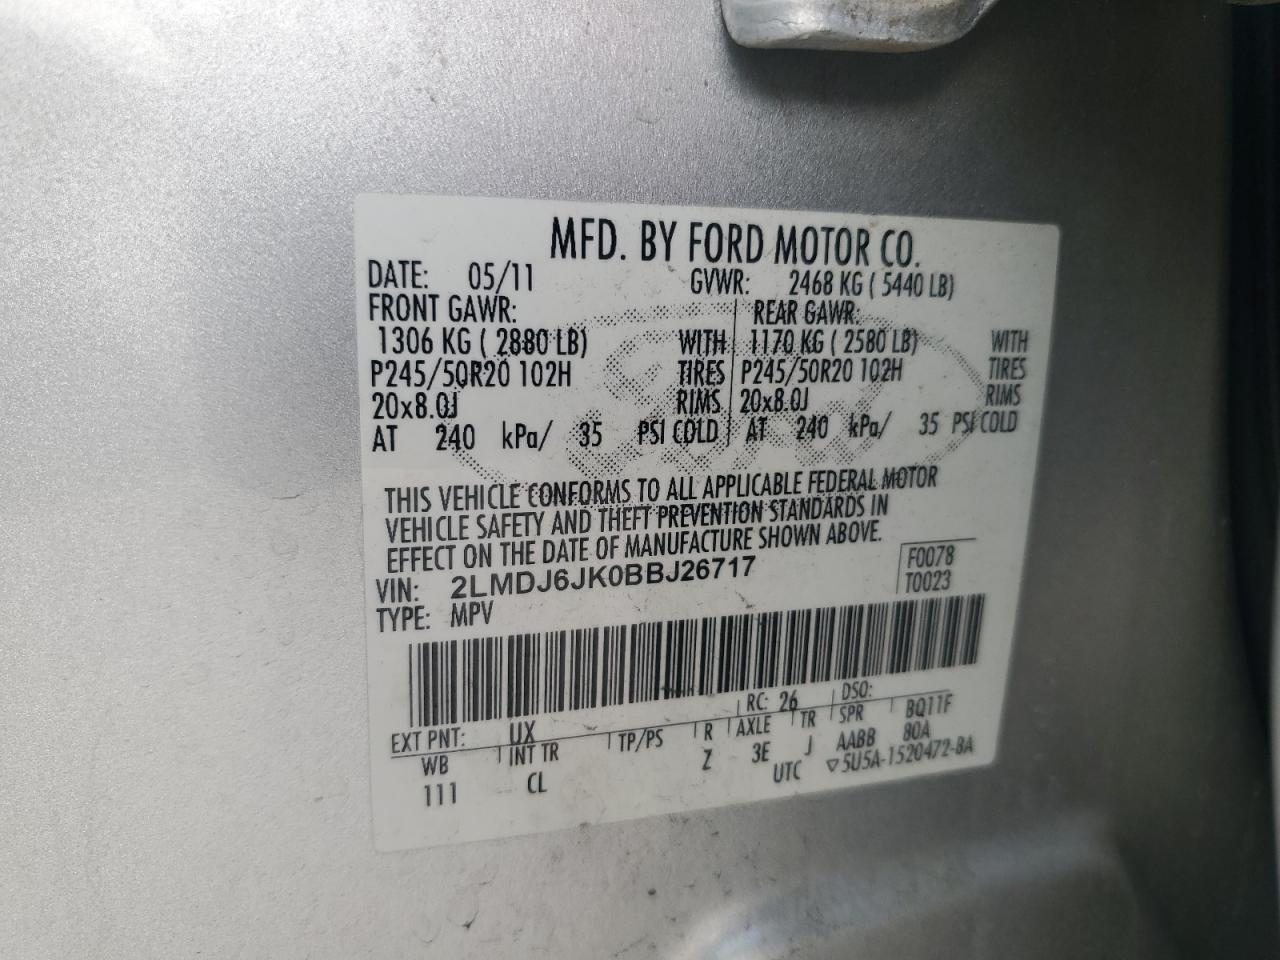 MFD. BY FORD MOTOR CO.
DATE: 05/11 GVWR: 2468 KG ( 5440 LB)
FRONT GAWR: REAR GAWR:
1306 KG ( 2880 LB) WITH 1170 KG ( 2580 LB) WITH
P245/50R20 102H TIRES P245/50R20 102H TIRES
20x8.0J RIMS 20x8.0J RIMS
AT 240 kPa/ 35 PSI COLD AT 240 kPa/ 35 PSI COLD
THIS VEHICLE CONFORMS TO ALL APPLICABLE FEDERAL MOTOR
VEHICLE SAFETY AND THEFT PREVENTION STANDARDS IN
EFFECT ON THE DATE OF MANUFACTURE SHOWN ABOVE.
VIN: 2LMDJ6JK0BBJ26717 F0078
TYPE: MPV T0023
EXT PNT: UX RC: 26 DSO:
WB INT TR TP/PS R AXLE TR SPR BQ11F
111 CL Z 3E J AABB 80A
UTC ▽5U5A-1520472-BA